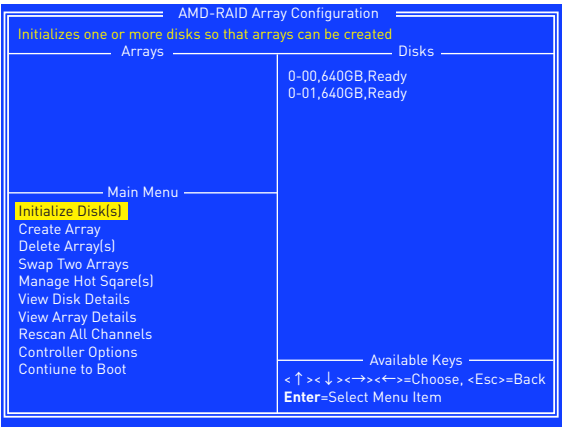 AMD-RAID Array Configuration
Initializes one or more disks so that arrays can be created
Arrays
Disks
0-00,640GB,Ready
0-01,640GB,Ready
Main Menu
Initialize Disk(s)
Create Array
Delete Array(s)
Swap Two Arrays
Manage Hot Sqare(s)
View Disk Details
View Array Details
Rescan All Channels
Controller Options
Contiune to Boot
Available Keys
<↑><↓><→><←>=Choose, <Esc>=Back
Enter=Select Menu Item